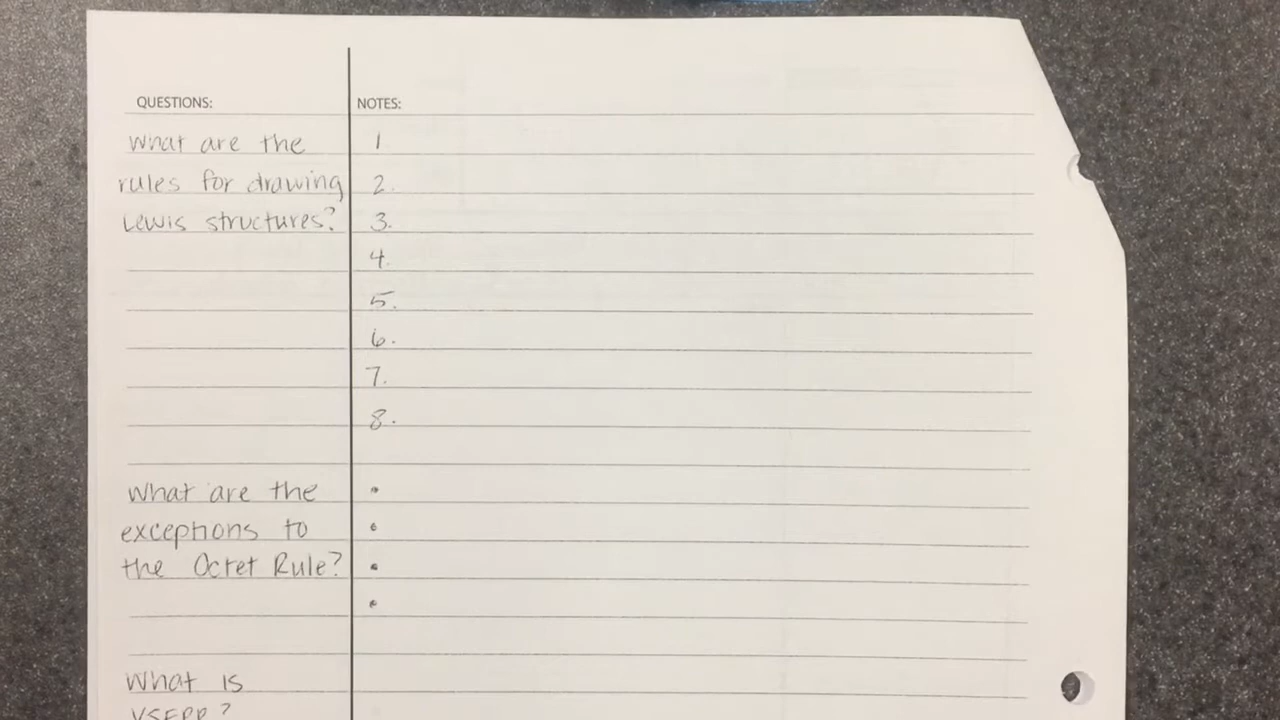 QUESTIONS: NOTES:
What are the 1.
rules for drawing 2.
Lewis structures? 3.
4.
5.
6.
7.
8.
What are the •
exceptions to •
the Octet Rule? •
•
What is
VSEPR?